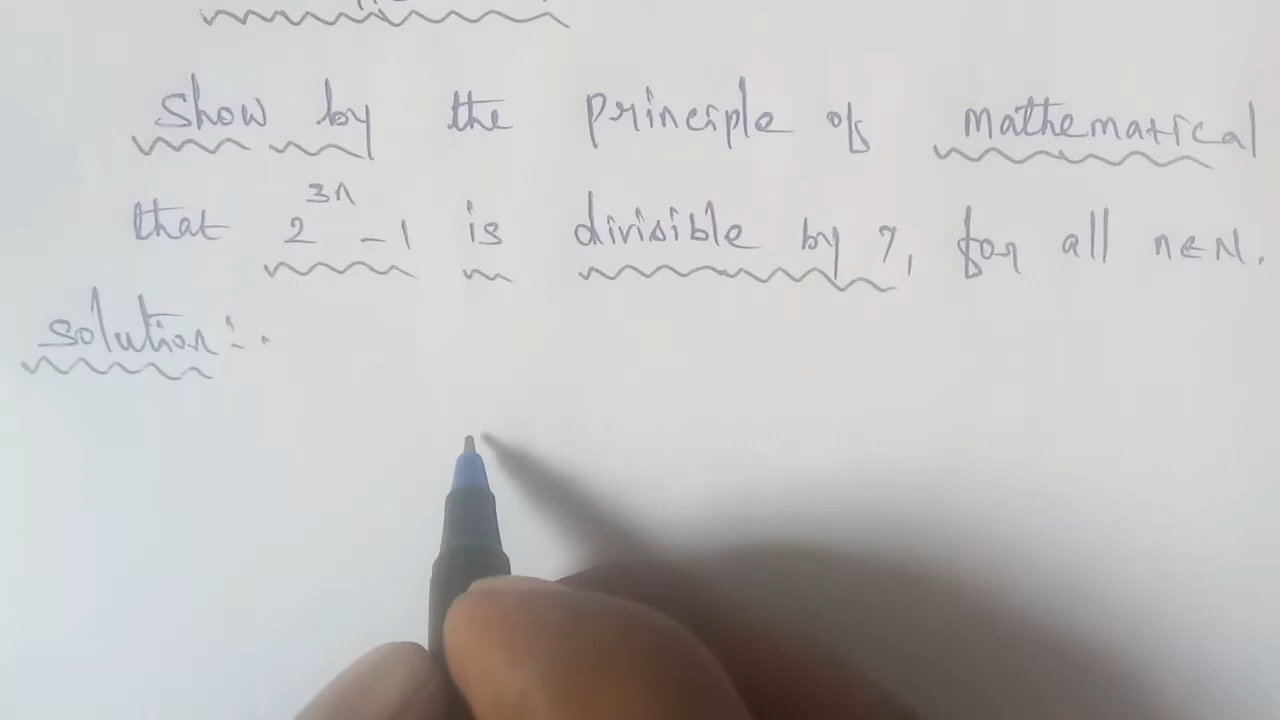 show by the principle of mathematical
that 2^3n - 1 is divisible by 7, for all n∈N.
solution:-